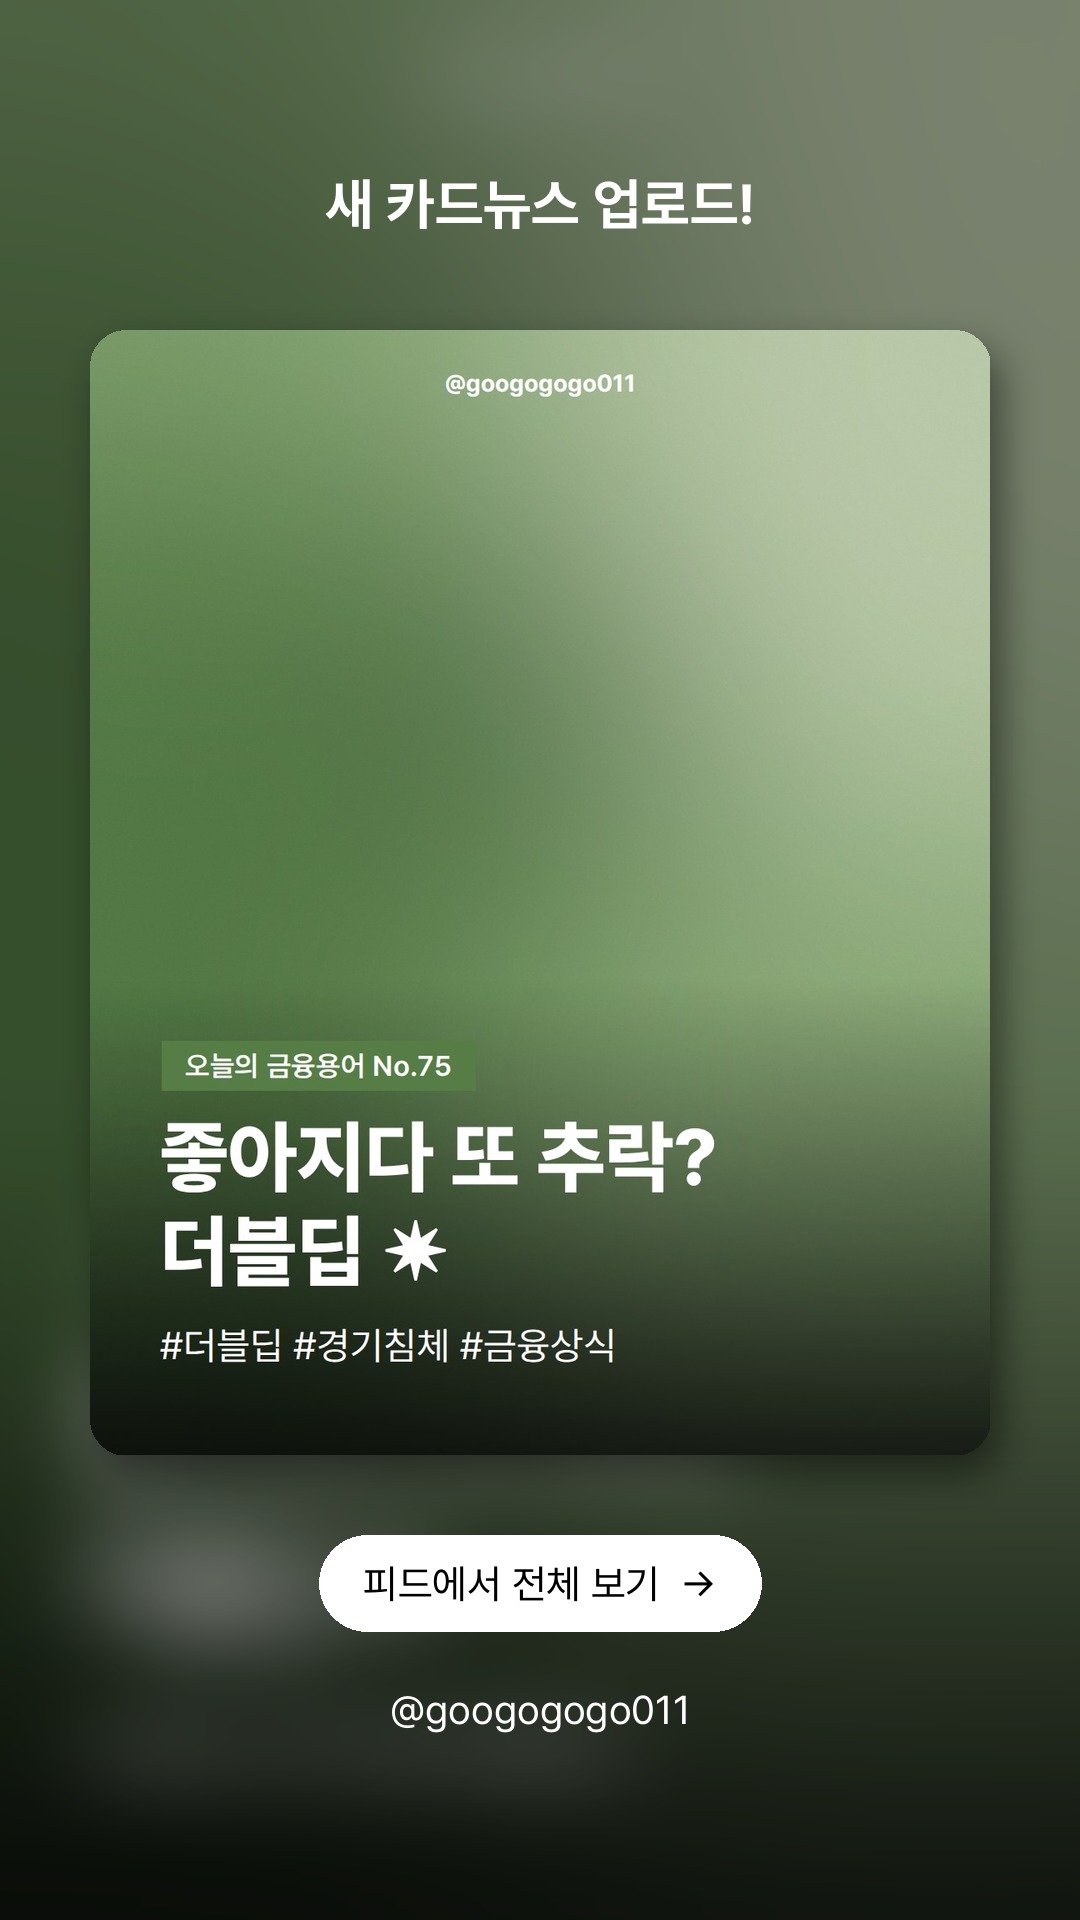 새 카드뉴스 업로드!
@googogogo011
오늘의 금융용어 No.75
좋아지다 또 추락?
더블딥 ✷
#더블딥 #경기침체 #금융상식
피드에서 전체 보기 →
@googogogo011